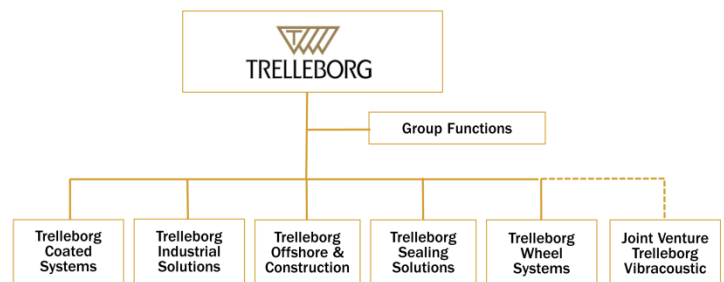 TRELLEBORG
Group Functions
Trelleborg
Coated
Systems
Trelleborg
Industrial
Solutions
Trelleborg
Offshore &
Construction
Trelleborg
Sealing
Solutions
Trelleborg
Wheel
Systems
Joint Venture
Trelleborg
Vibracoustic